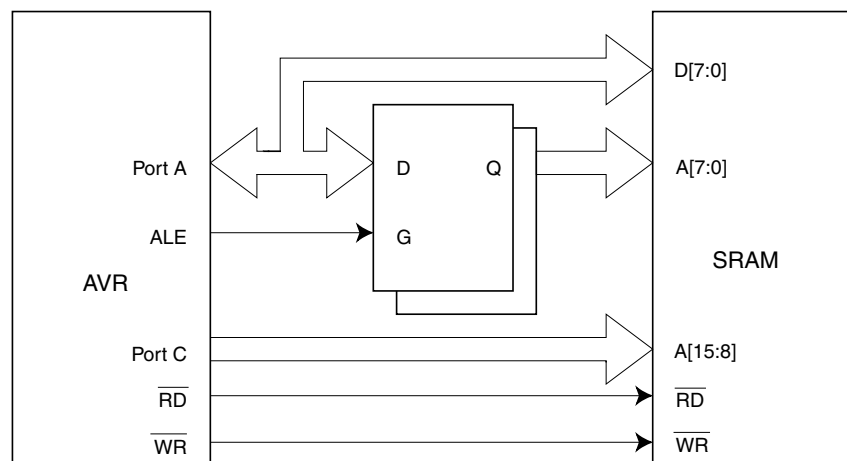 D[7:0]
Port A
D
Q
A[7:0]
ALE
G
AVR
SRAM
Port C
A[15:8]
RD
RD
WR
WR